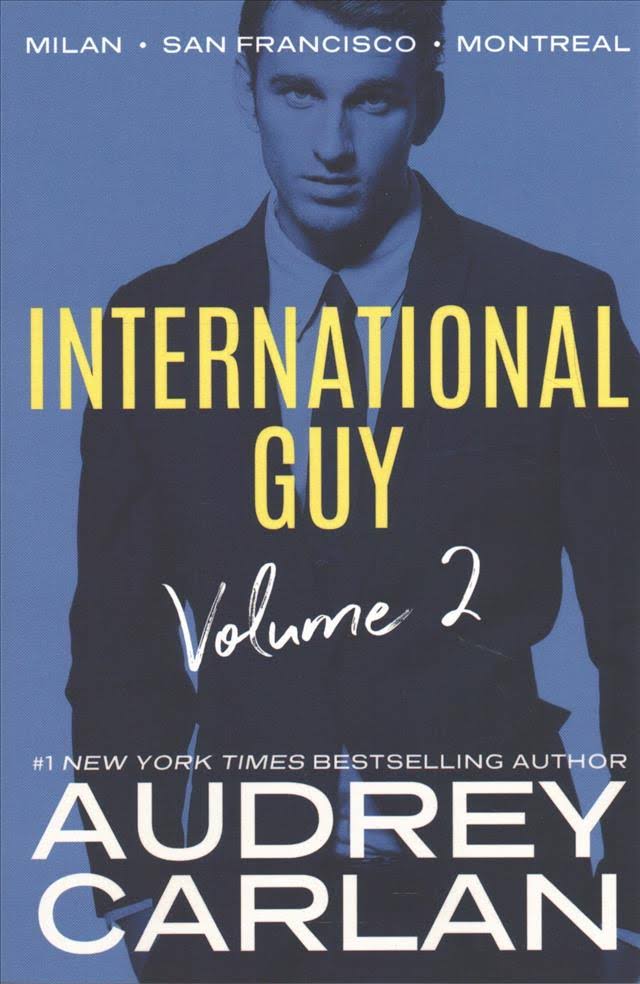 MILAN • SAN FRANCISCO • MONTREAL
INTERNATIONAL
GUY
Volume 2
#1 NEW YORK TIMES BESTSELLING AUTHOR
AUDREY
CARLAN